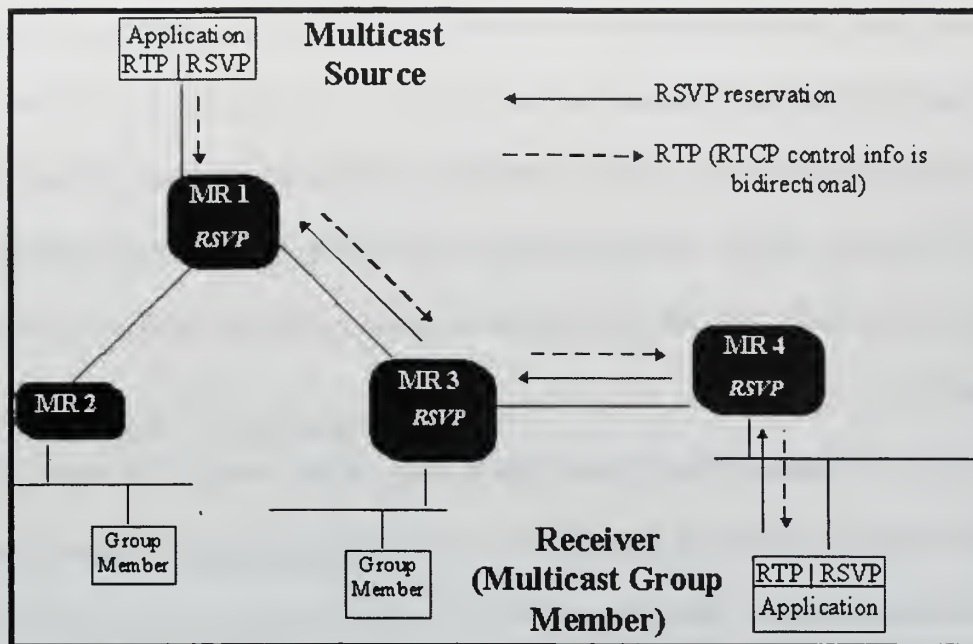 Application
RTP | RSVP
Multicast
Source
RSVP reservation
RTP (RTCP control info is
bidirectional)
MR 1
RSVP
MR 2
MR 3
RSVP
MR 4
RSVP
Group
Member
Group
Member
Receiver
(Multicast Group
Member)
RTP | RSVP
Application